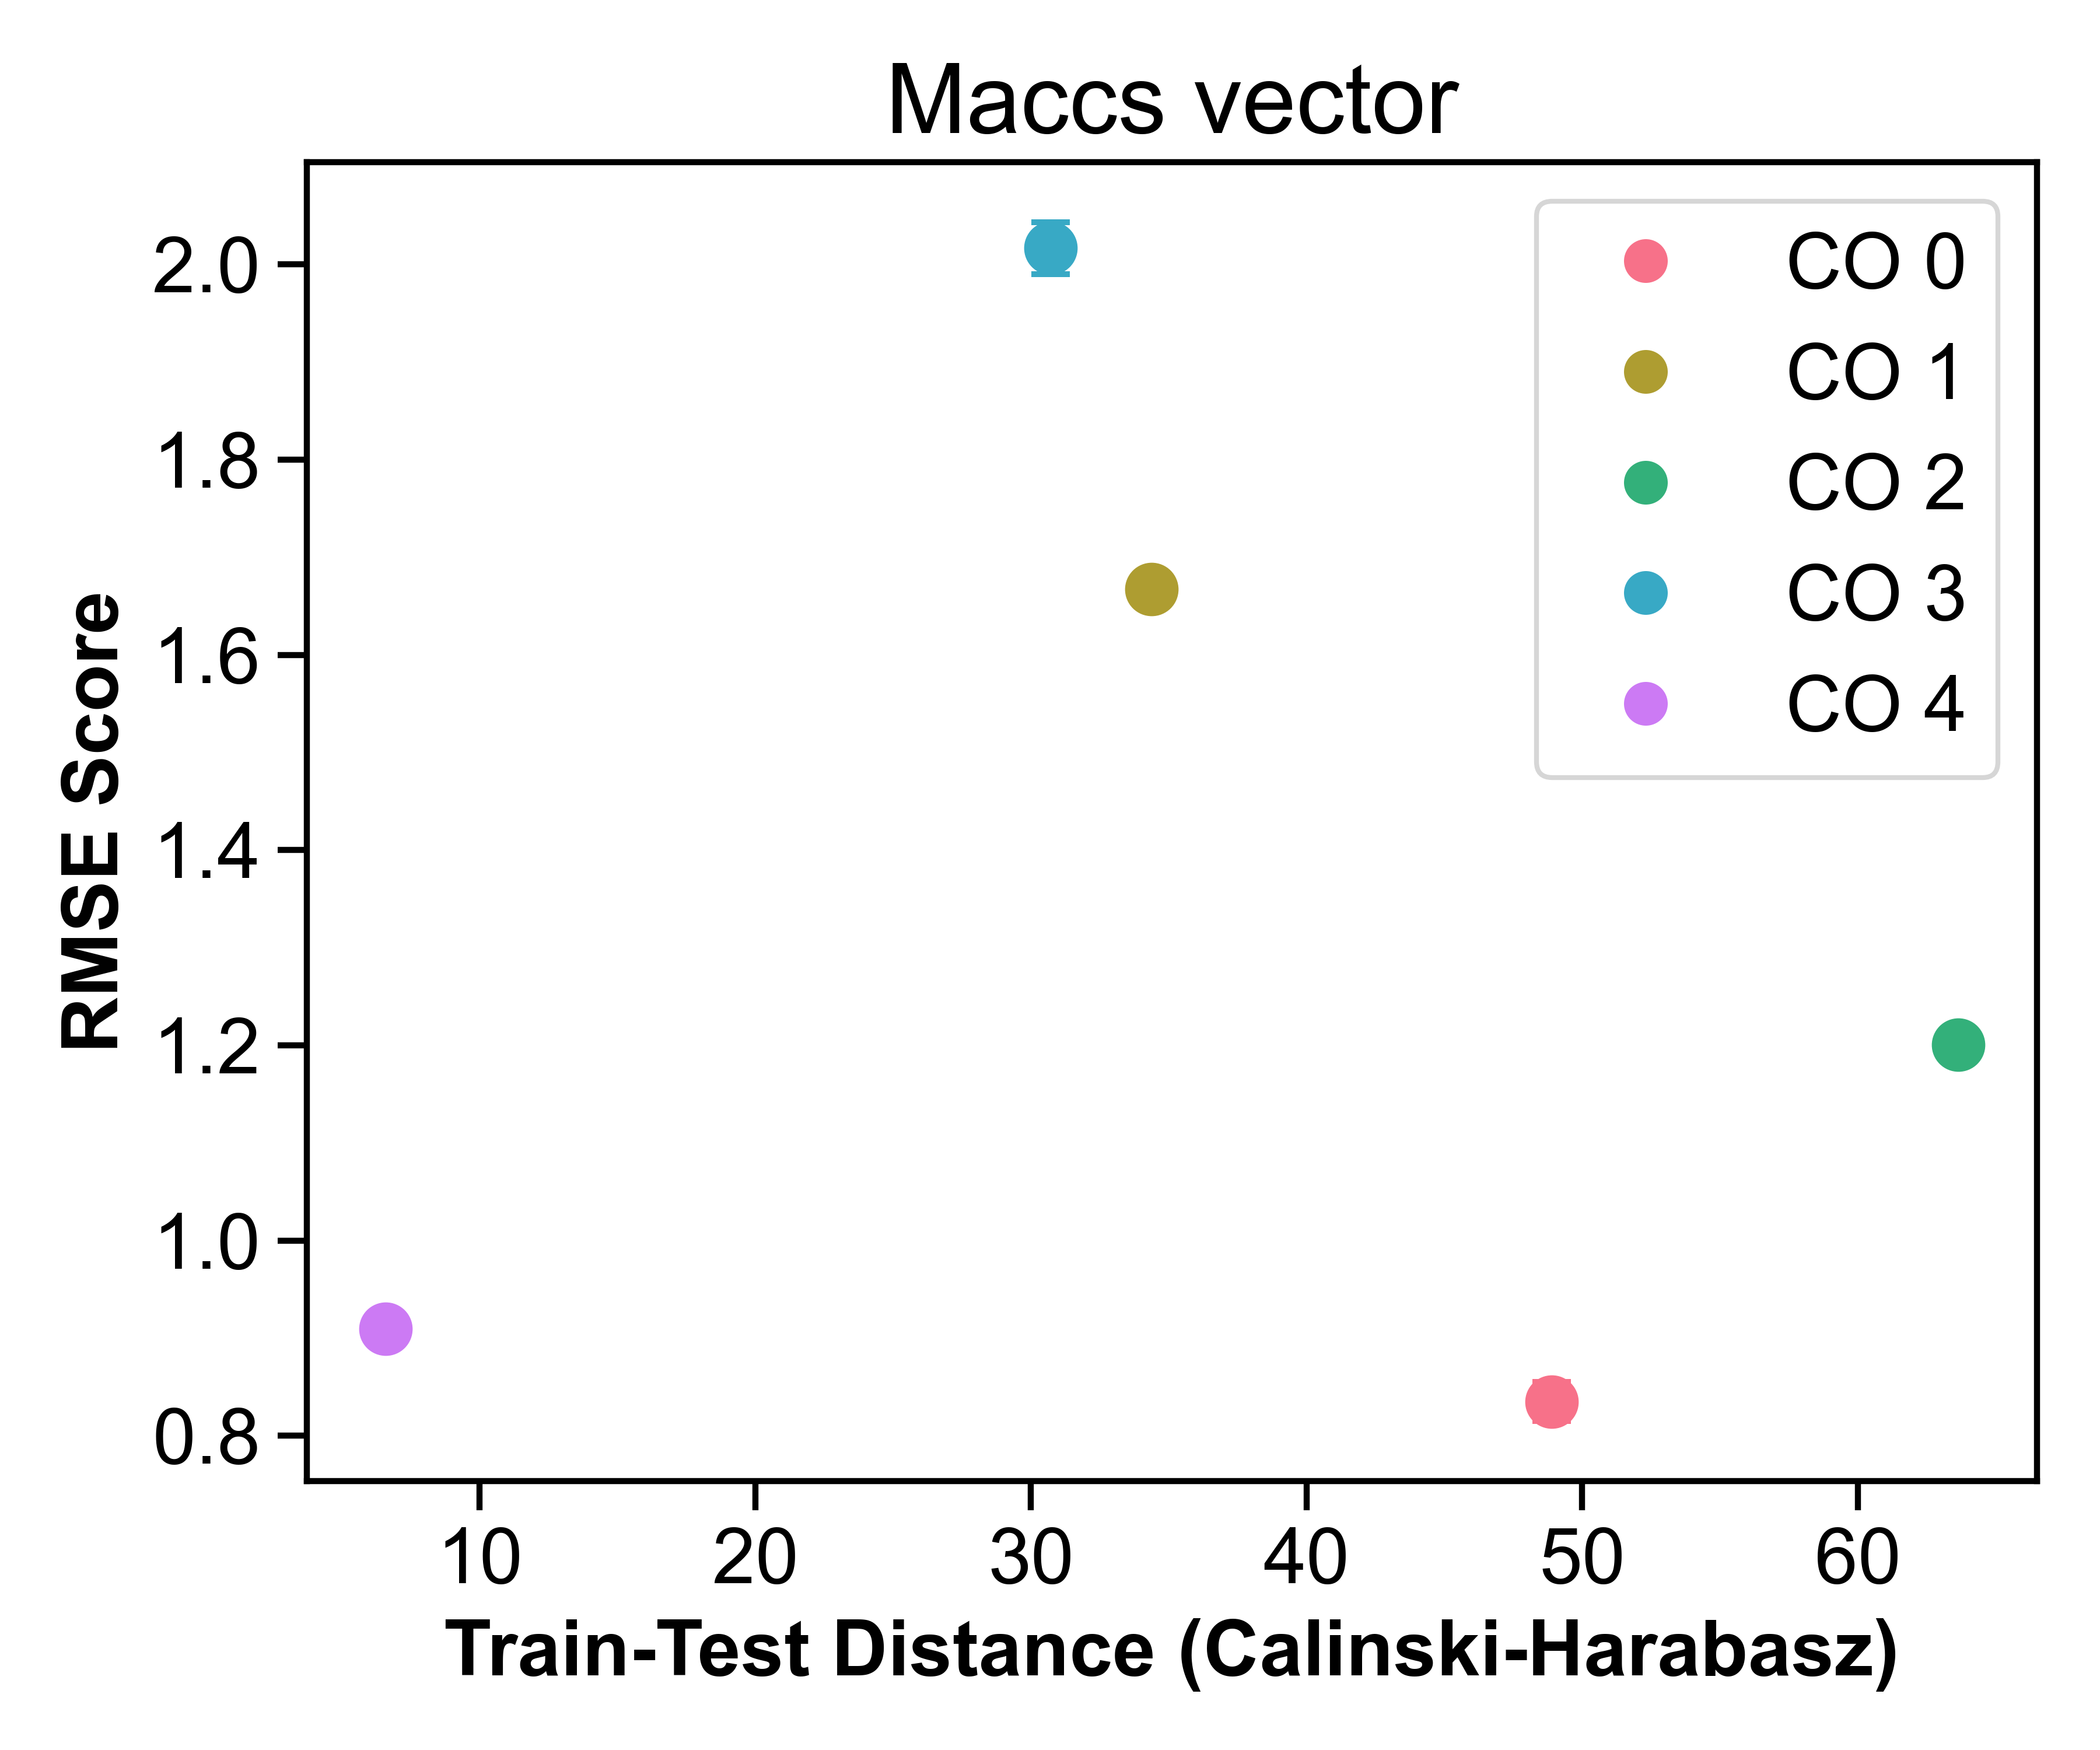 Maccs vector
2.0
1.8
1.6
1.4
1.2
1.0
0.8
RMSE Score
CO 0
CO 1
CO 2
CO 3
CO 4
10 20 30 40 50 60
Train-Test Distance (Calinski-Harabasz)